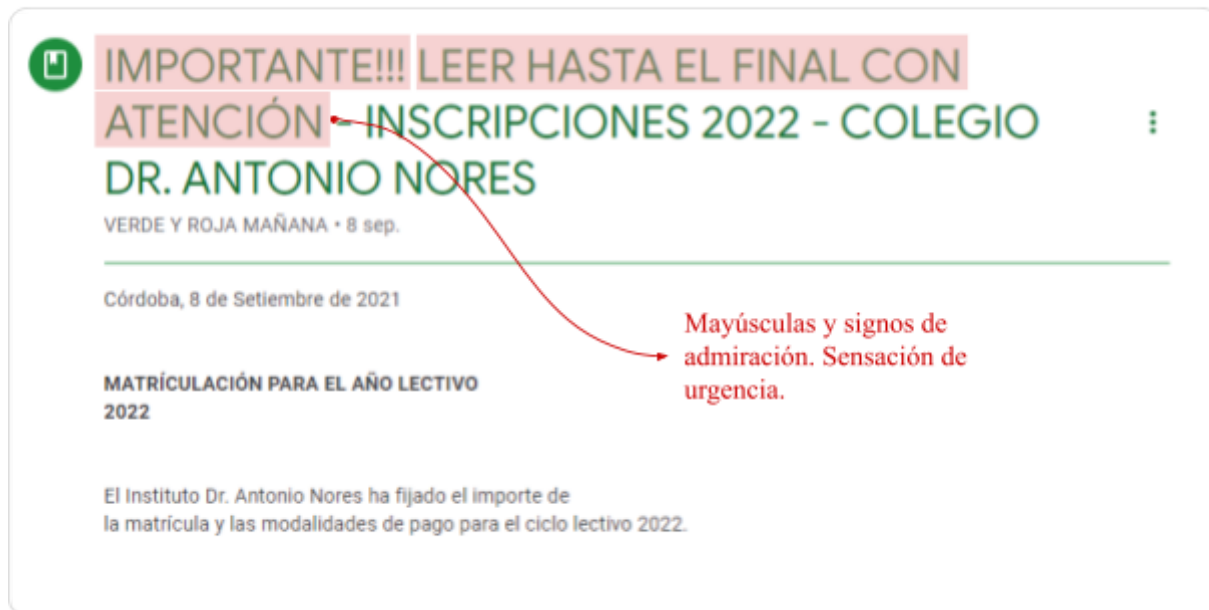 IMPORTANTE!!! LEER HASTA EL FINAL CON
ATENCIÓN - INSCRIPCIONES 2022 - COLEGIO
DR. ANTONIO NORES
VERDE Y ROJA MAÑANA • 8 sep.
Córdoba, 8 de Setiembre de 2021
Mayúsculas y signos de
admiración. Sensación de
urgencia.
MATRÍCULACIÓN PARA EL AÑO LECTIVO
2022
El Instituto Dr. Antonio Nores ha fijado el importe de
la matrícula y las modalidades de pago para el ciclo lectivo 2022.